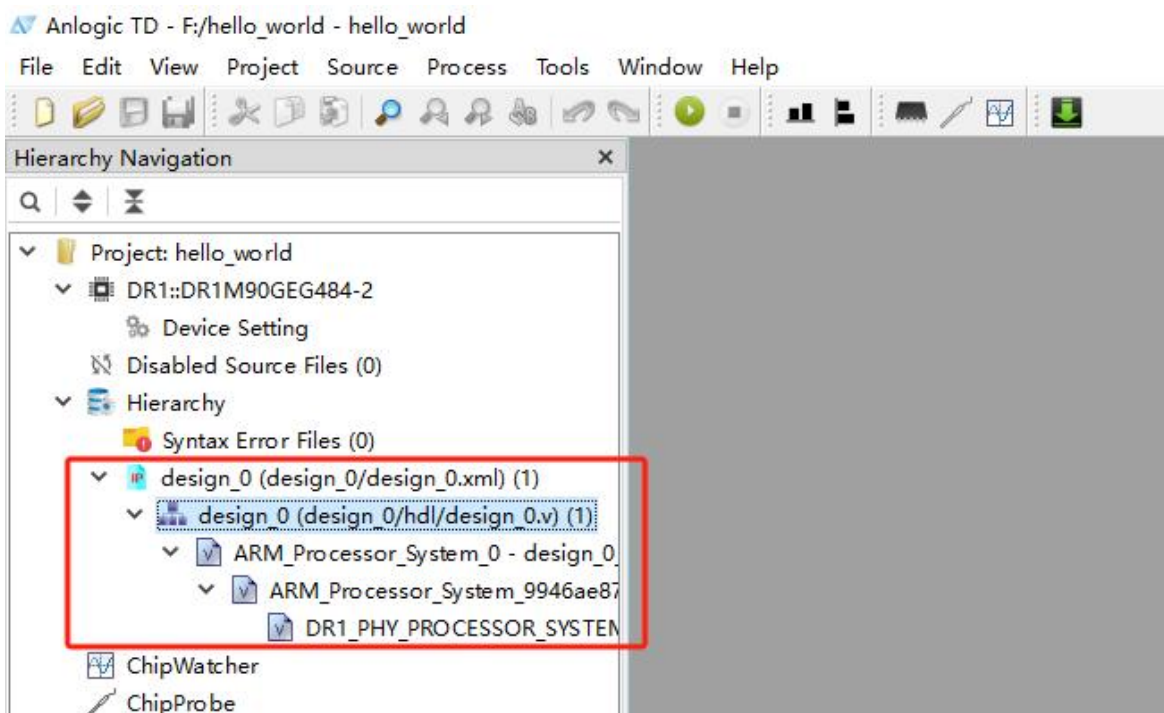 Anlogic TD - F:/hello_world - hello_world
File Edit View Project Source Process Tools Window Help
Hierarchy Navigation
Project: hello_world
DR1::DR1M90GEG484-2
Device Setting
Disabled Source Files (0)
Hierarchy
Syntax Error Files (0)
IP design_0 (design_0/design_0.xml) (1)
design_0 (design_0/hdl/design_0.v) (1)
ARM_Processor_System_0 - design_0_
ARM_Processor_System_9946ae87
DR1_PHY_PROCESSOR_SYSTEM
ChipWatcher
ChipProbe